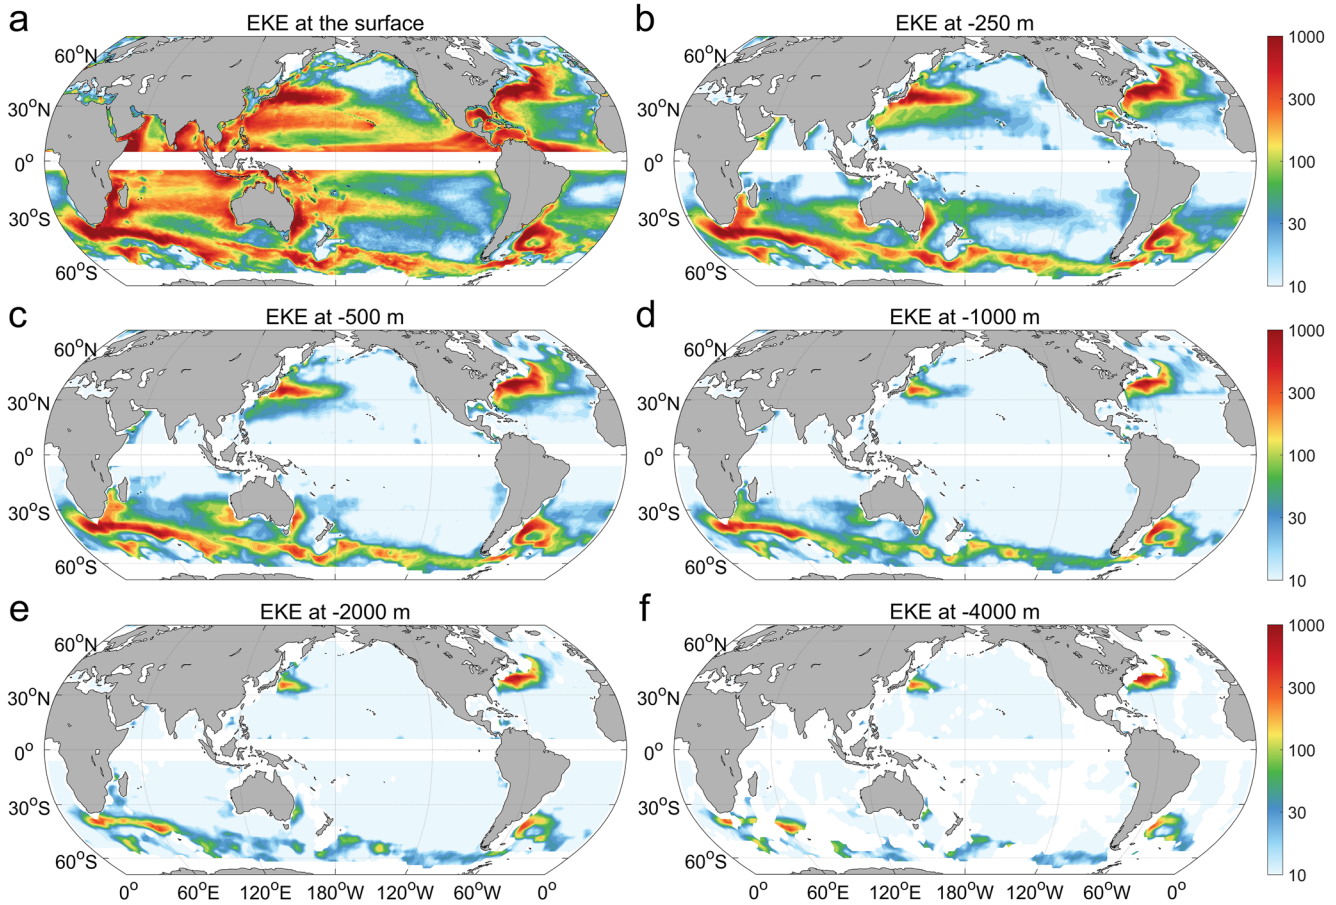 a
EKE at the surface
b
EKE at -250 m
60°N
30°N
0°
30°S
60°S
60°N
30°N
0°
30°S
60°S
1000
300
100
30
10
c
EKE at -500 m
d
EKE at -1000 m
60°N
30°N
0°
30°S
60°S
60°N
30°N
0°
30°S
60°S
1000
300
100
30
10
e
EKE at -2000 m
f
EKE at -4000 m
60°N
30°N
0°
30°S
60°S
60°N
30°N
0°
30°S
60°S
1000
300
100
30
10
0° 60°E 120°E 180°W 120°W 60°W 0°
0° 60°E 120°E 180°W 120°W 60°W 0°